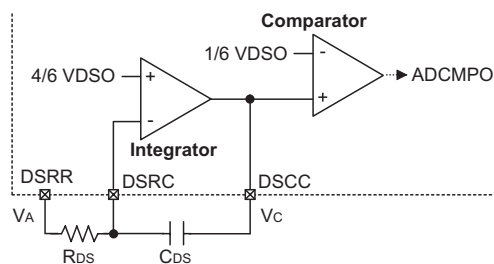 Comparator
1/6 VDSO
-
+
ADCMPO
4/6 VDSO
+
-
Integrator
DSRR
DSRC
DSCC
VA
VC
RDS
CDS